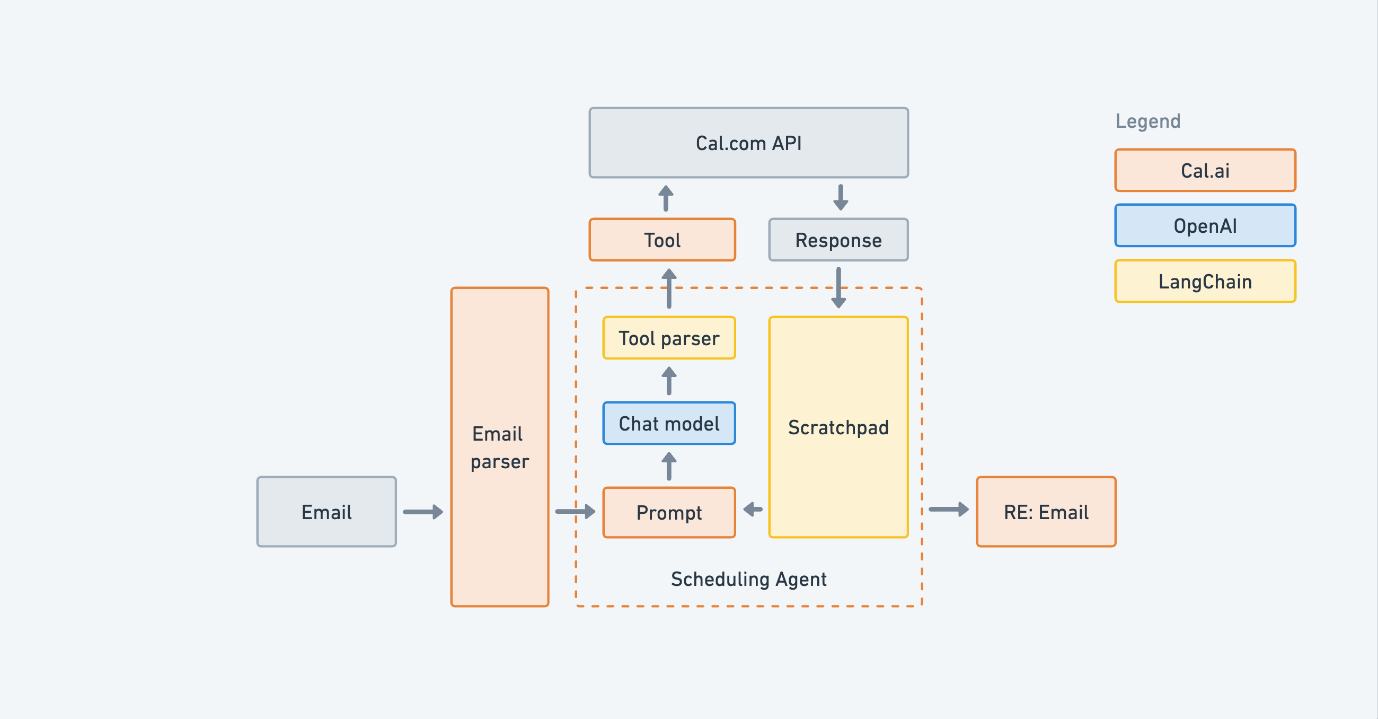 Cal.com API
Legend
Cal.ai
OpenAI
LangChain
Tool
Response
Tool parser
Chat model
Scratchpad
Email
parser
Email
Prompt
RE: Email
Scheduling Agent